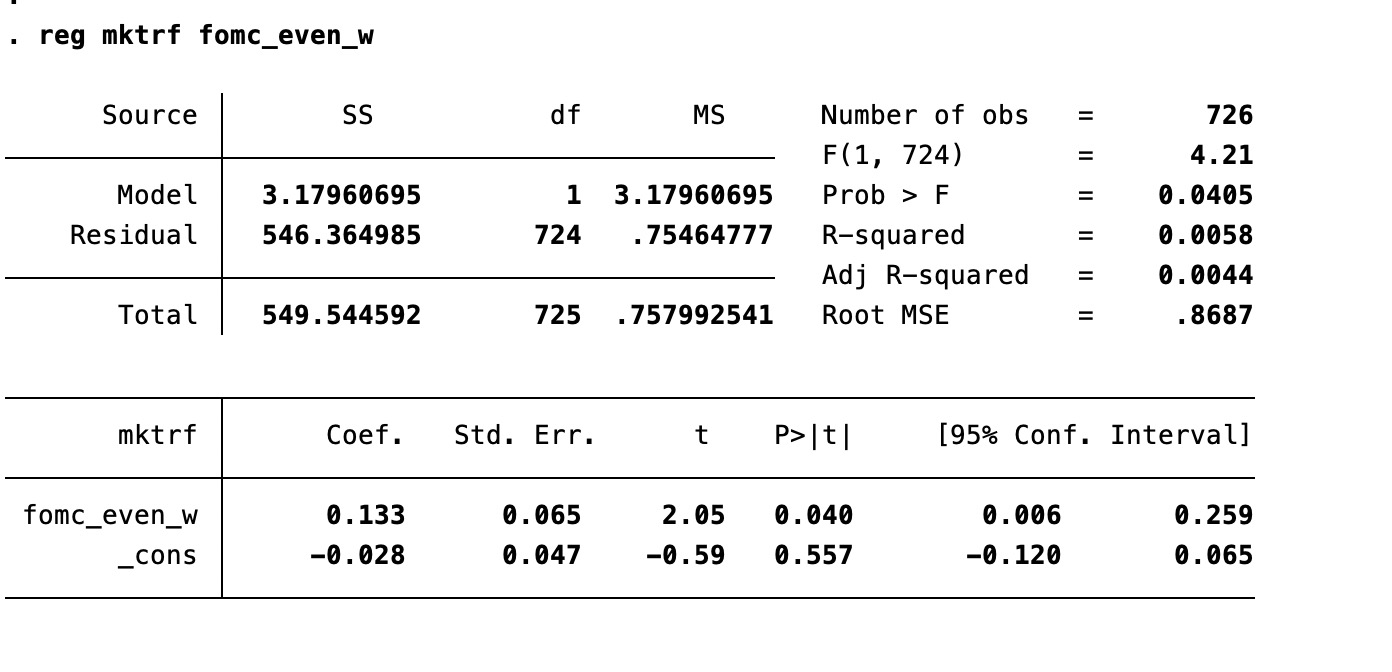 .
. reg mktrf fomc_even_w
Source SS df MS Number of obs = 726
F(1, 724) = 4.21
Model 3.17960695 1 3.17960695 Prob > F = 0.0405
Residual 546.364985 724 .75464777 R-squared = 0.0058
Adj R-squared = 0.0044
Total 549.544592 725 .757992541 Root MSE = .8687
mktrf Coef. Std. Err. t P>|t| [95% Conf. Interval]
fomc_even_w 0.133 0.065 2.05 0.040 0.006 0.259
_cons -0.028 0.047 -0.59 0.557 -0.120 0.065